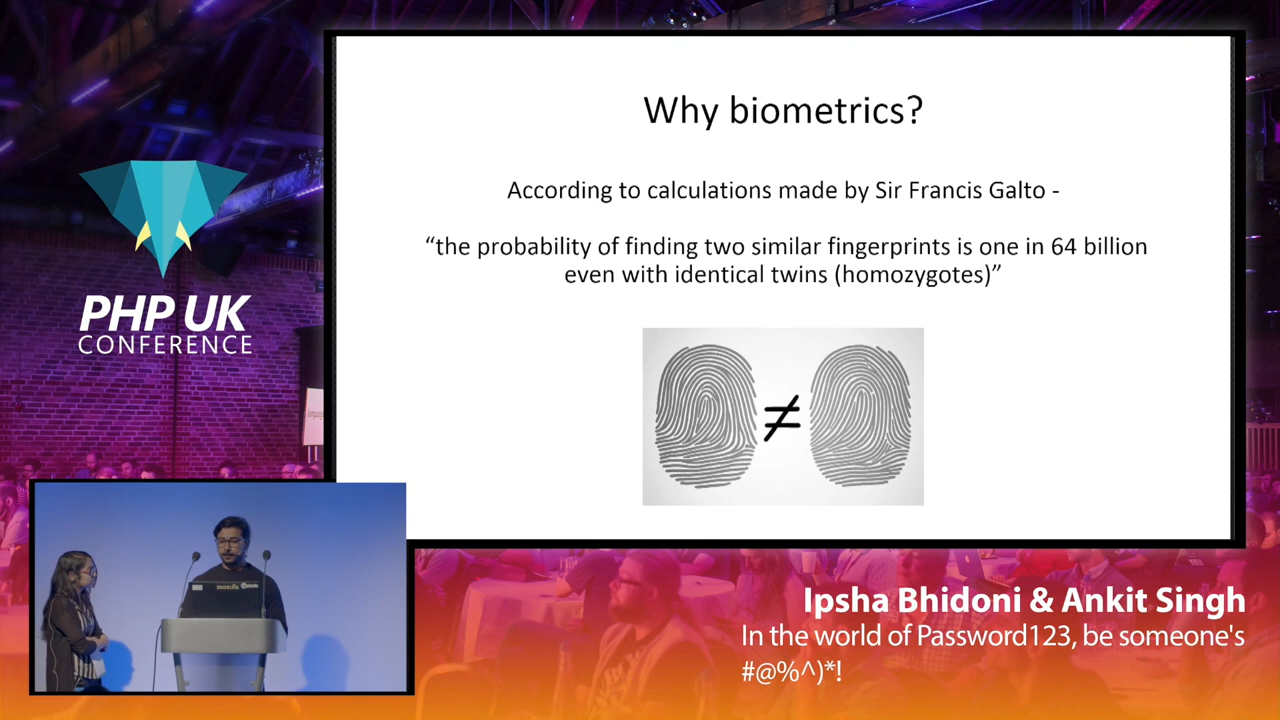 Why biometrics?
According to calculations made by Sir Francis Galto -
“the probability of finding two similar fingerprints is one in 64 billion
even with identical twins (homozygotes)”
≠
PHP UK
CONFERENCE
mozilla
Ipsha Bhidoni & Ankit Singh
In the world of Password123, be someone's
#@%^)*!